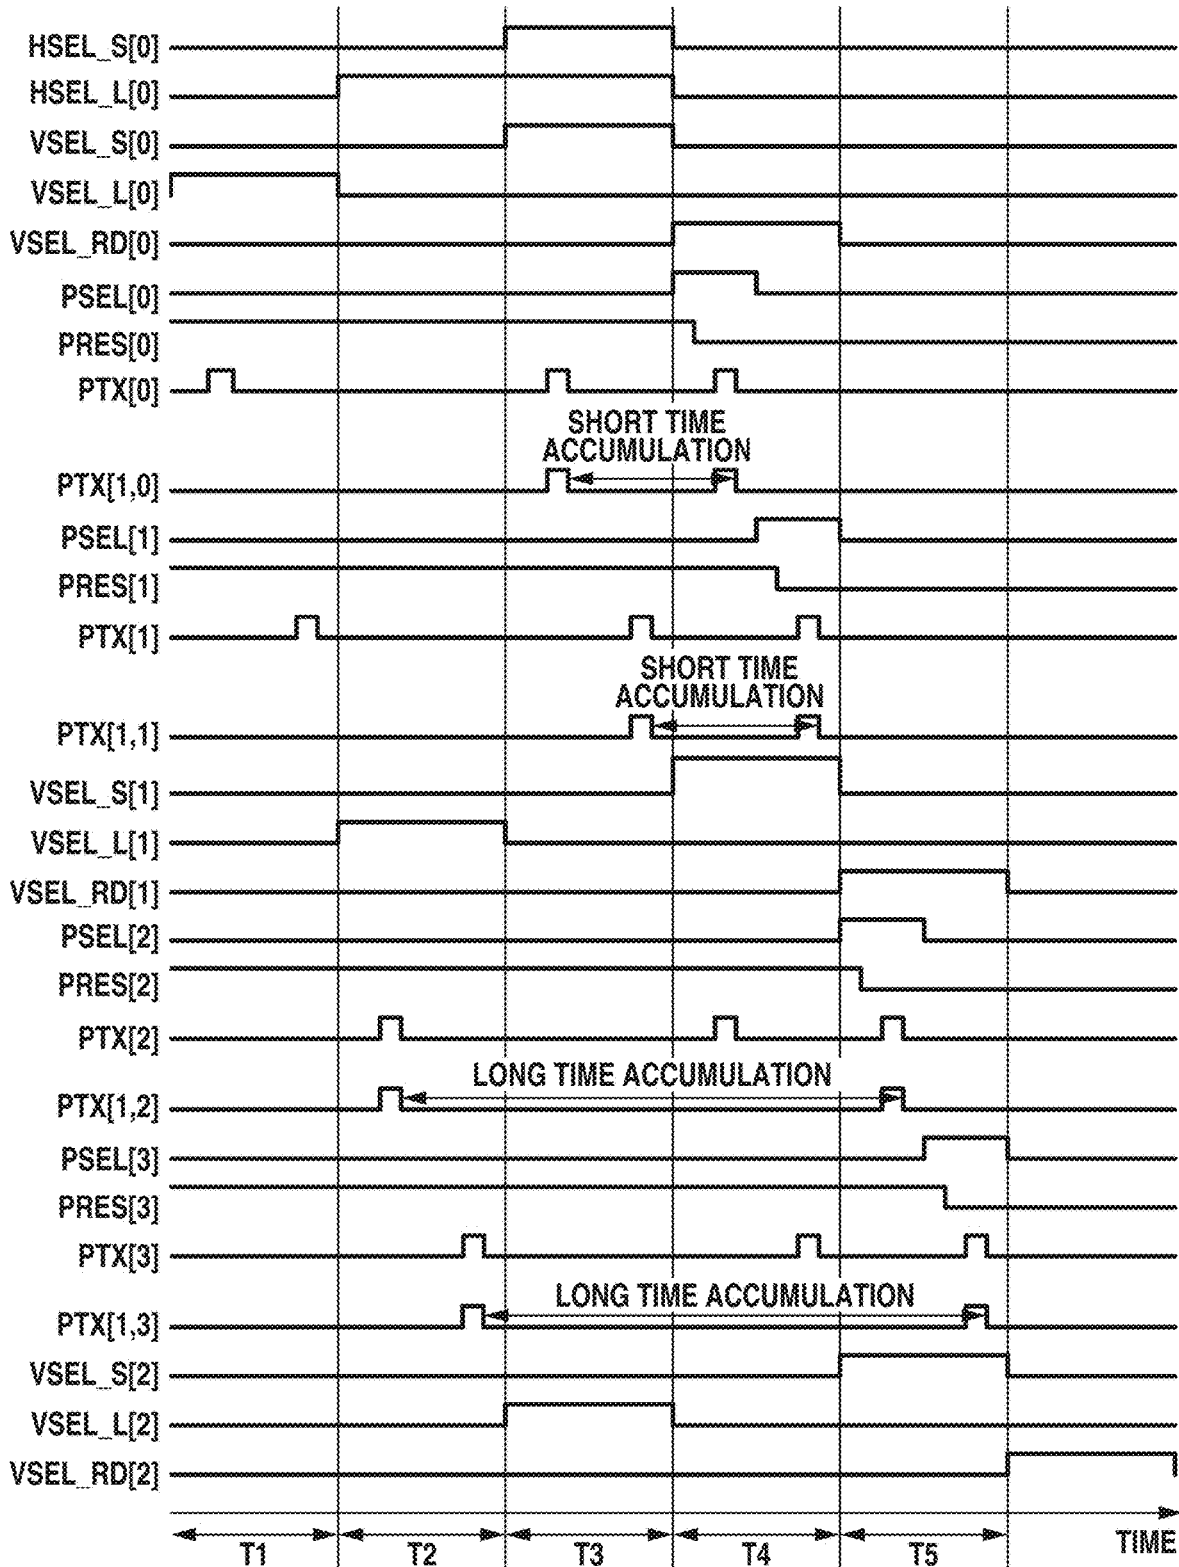 HSEL_S[0]
HSEL_L[0]
VSEL_S[0]
VSEL_L[0]
VSEL_RD[0]
PSEL[0]
PRES[0]
PTX[0]
SHORT TIME
ACCUMULATION
PTX[1,0]
PSEL[1]
PRES[1]
PTX[1]
SHORT TIME
ACCUMULATION
PTX[1,1]
VSEL_S[1]
VSEL_L[1]
VSEL_RD[1]
PSEL[2]
PRES[2]
PTX[2]
LONG TIME ACCUMULATION
PTX[1,2]
PSEL[3]
PRES[3]
PTX[3]
LONG TIME ACCUMULATION
PTX[1,3]
VSEL_S[2]
VSEL_L[2]
VSEL_RD[2]
T1 T2 T3 T4 T5 TIME